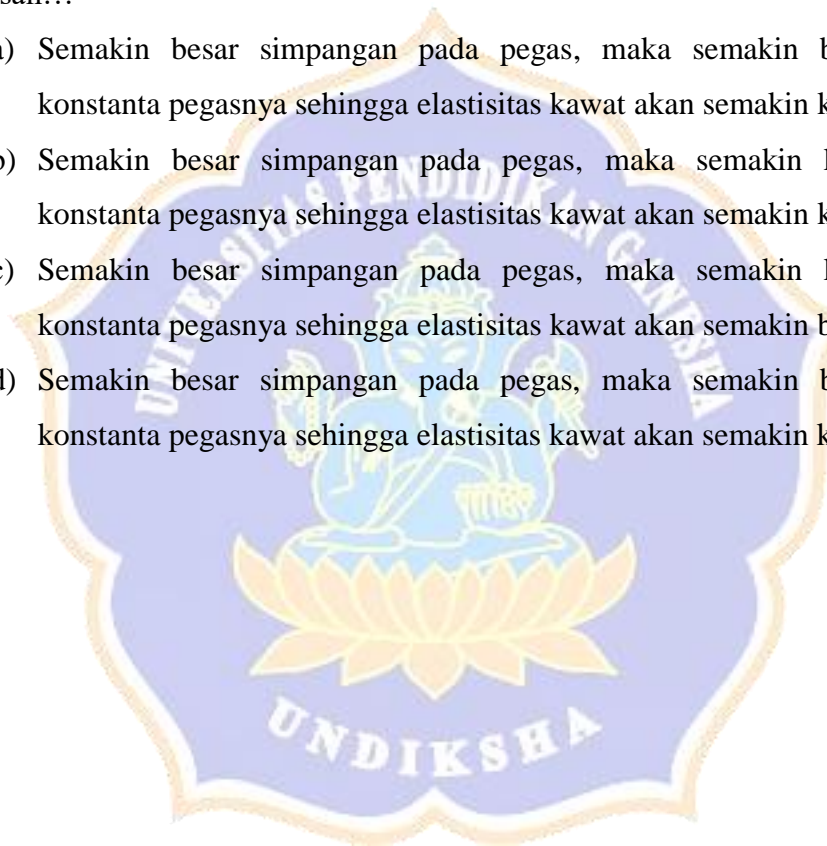 a) Semakin besar simpangan pada pegas, maka semakin
konstanta pegasnya sehingga elastisitas kawat akan semakin
Semakin besar simpangan pada pegas, maka semakin
konstanta pegasnya sehingga elastisitas kawat akan semakin
c) Semakin besar simpangan pada pegas, maka semakin
konstanta pegasnya sehingga elastisitas kawat akan semakin
d) Semakin besar simpangan pada pegas, maka semakin
konstanta pegasnya sehingga elastisitas kawat akan semakin
UNIVERSITAS PENDIDIKAN GANESHA
UNDIKSHA